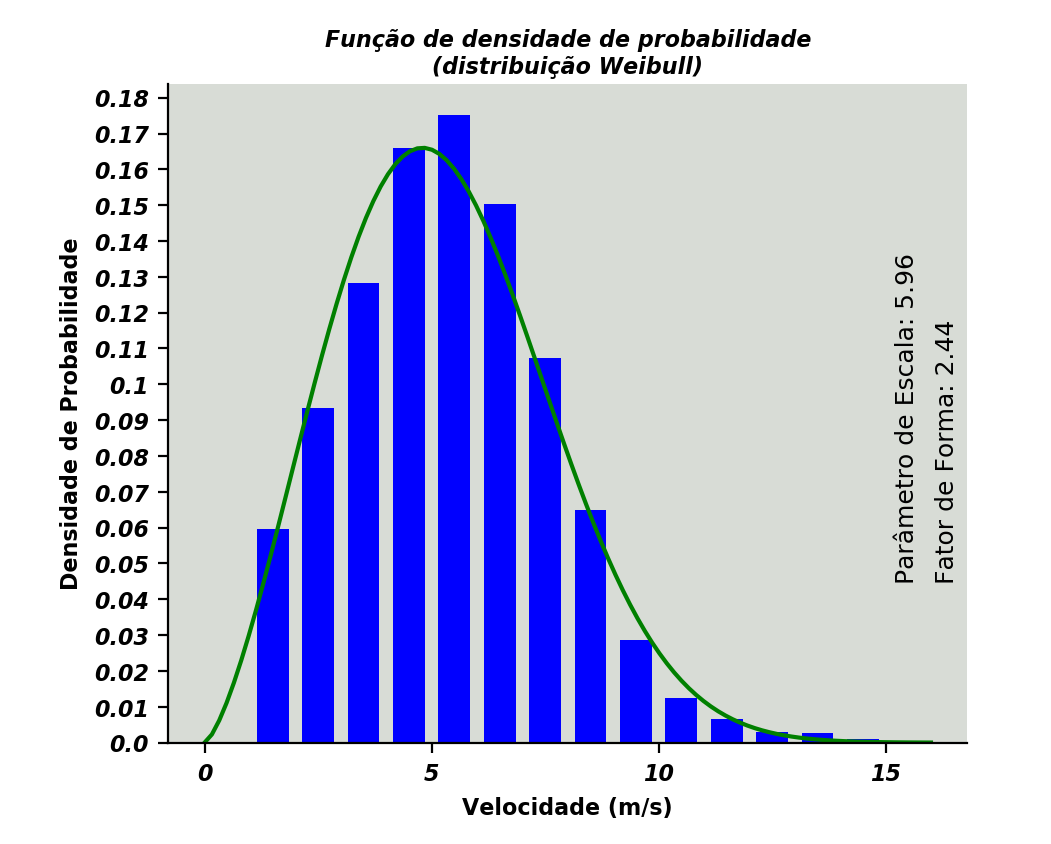 Função de densidade de probabilidade
(distribuição Weibull)
0.18
0.17
0.16
0.15
0.14
0.13
0.12
0.11
0.1
0.09
0.08
0.07
0.06
0.05
0.04
0.03
0.02
0.01
0.0
Densidade de Probabilidade
Parâmetro de Escala: 5.96
Fator de Forma: 2.44
0 5 10 15
Velocidade (m/s)